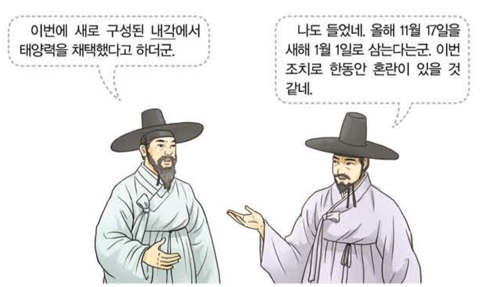 이번에 새로 구성된 내각에서
태양력을 채택했다고 하더군.
나도 들었네. 올해 11월 17일을
새해 1월 1일로 삼는다는군. 이번
조치로 한동안 혼란이 있을 것
같네.